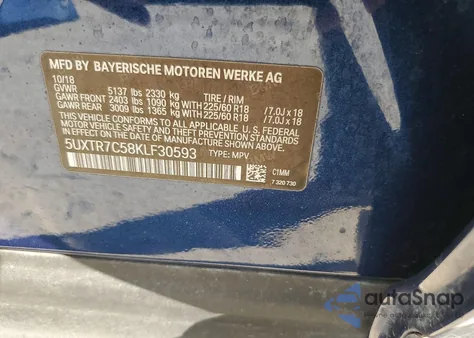 MFD BY BAYERISCHE MOTOREN WERKE AG
10/18
GVWR 5137 lbs 2330 kg TIRE / RIM
GAWR FRONT 2403 lbs 1090 kg WITH 225/60 R18 / 7.0J x 18
GAWR REAR 3009 lbs 1365 kg WITH 225/60 R18 / 7.0J x 18
THIS VEHICLE CONFORMS TO ALL APPLICABLE U.S. FEDERAL
MOTOR VEHICLE SAFETY STANDARDS IN EFFECT ON THE
DATE OF MANUFACTURE SHOWN ABOVE.
5UXTR7C58KLF30593 TYPE: MPV
C1MM
7 320 730
autoSnap